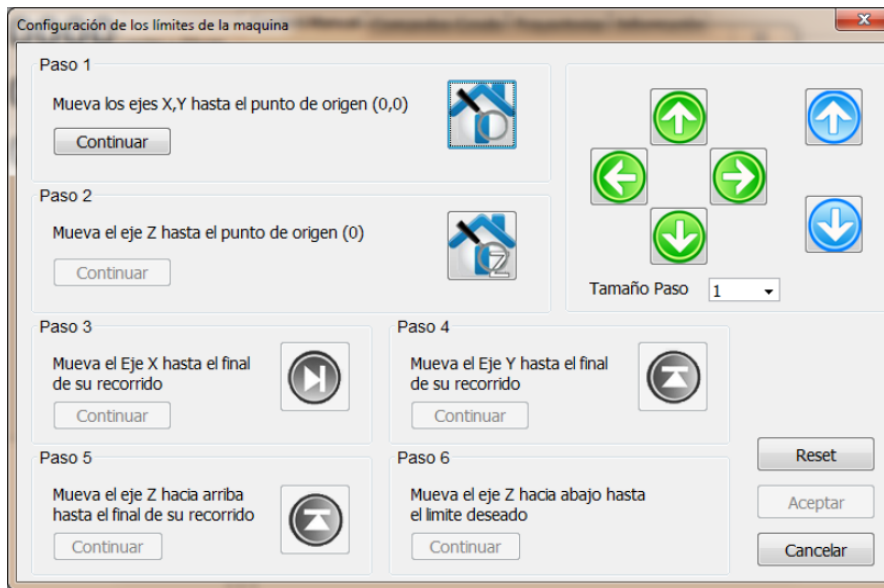 Configuración de los límites de la maquina
Paso 1
Mueva los ejes X,Y hasta el punto de origen (0,0)
Continuar
Paso 2
Mueva el eje Z hasta el punto de origen (0)
Z
Continuar
Tamaño Paso 1
Paso 3
Mueva el Eje X hasta el final
de su recorrido
Continuar
Paso 4
Mueva el Eje Y hasta el final
de su recorrido
Continuar
Paso 5
Mueva el eje Z hacia arriba
hasta el final de su recorrido
Continuar
Paso 6
Mueva el eje Z hacia abajo hasta
el limite deseado
Continuar
Reset
Aceptar
Cancelar